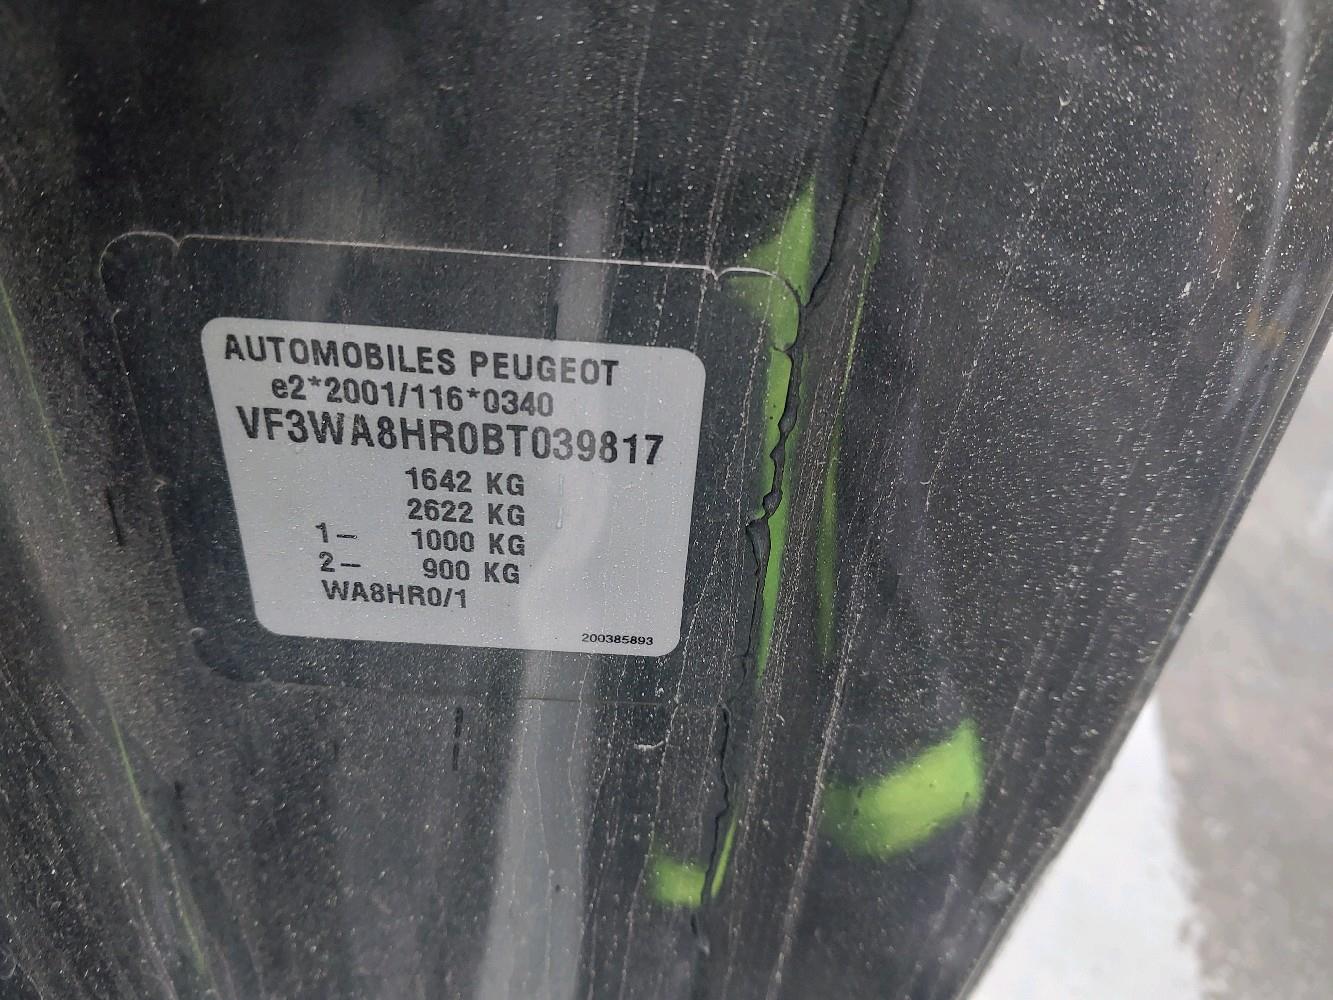 AUTOMOBILES PEUGEOT
e2*2001/116*0340
VF3WA8HR0BT039817
1642 KG
2622 KG
1- 1000 KG
2- 900 KG
WA8HR0/1
200385893